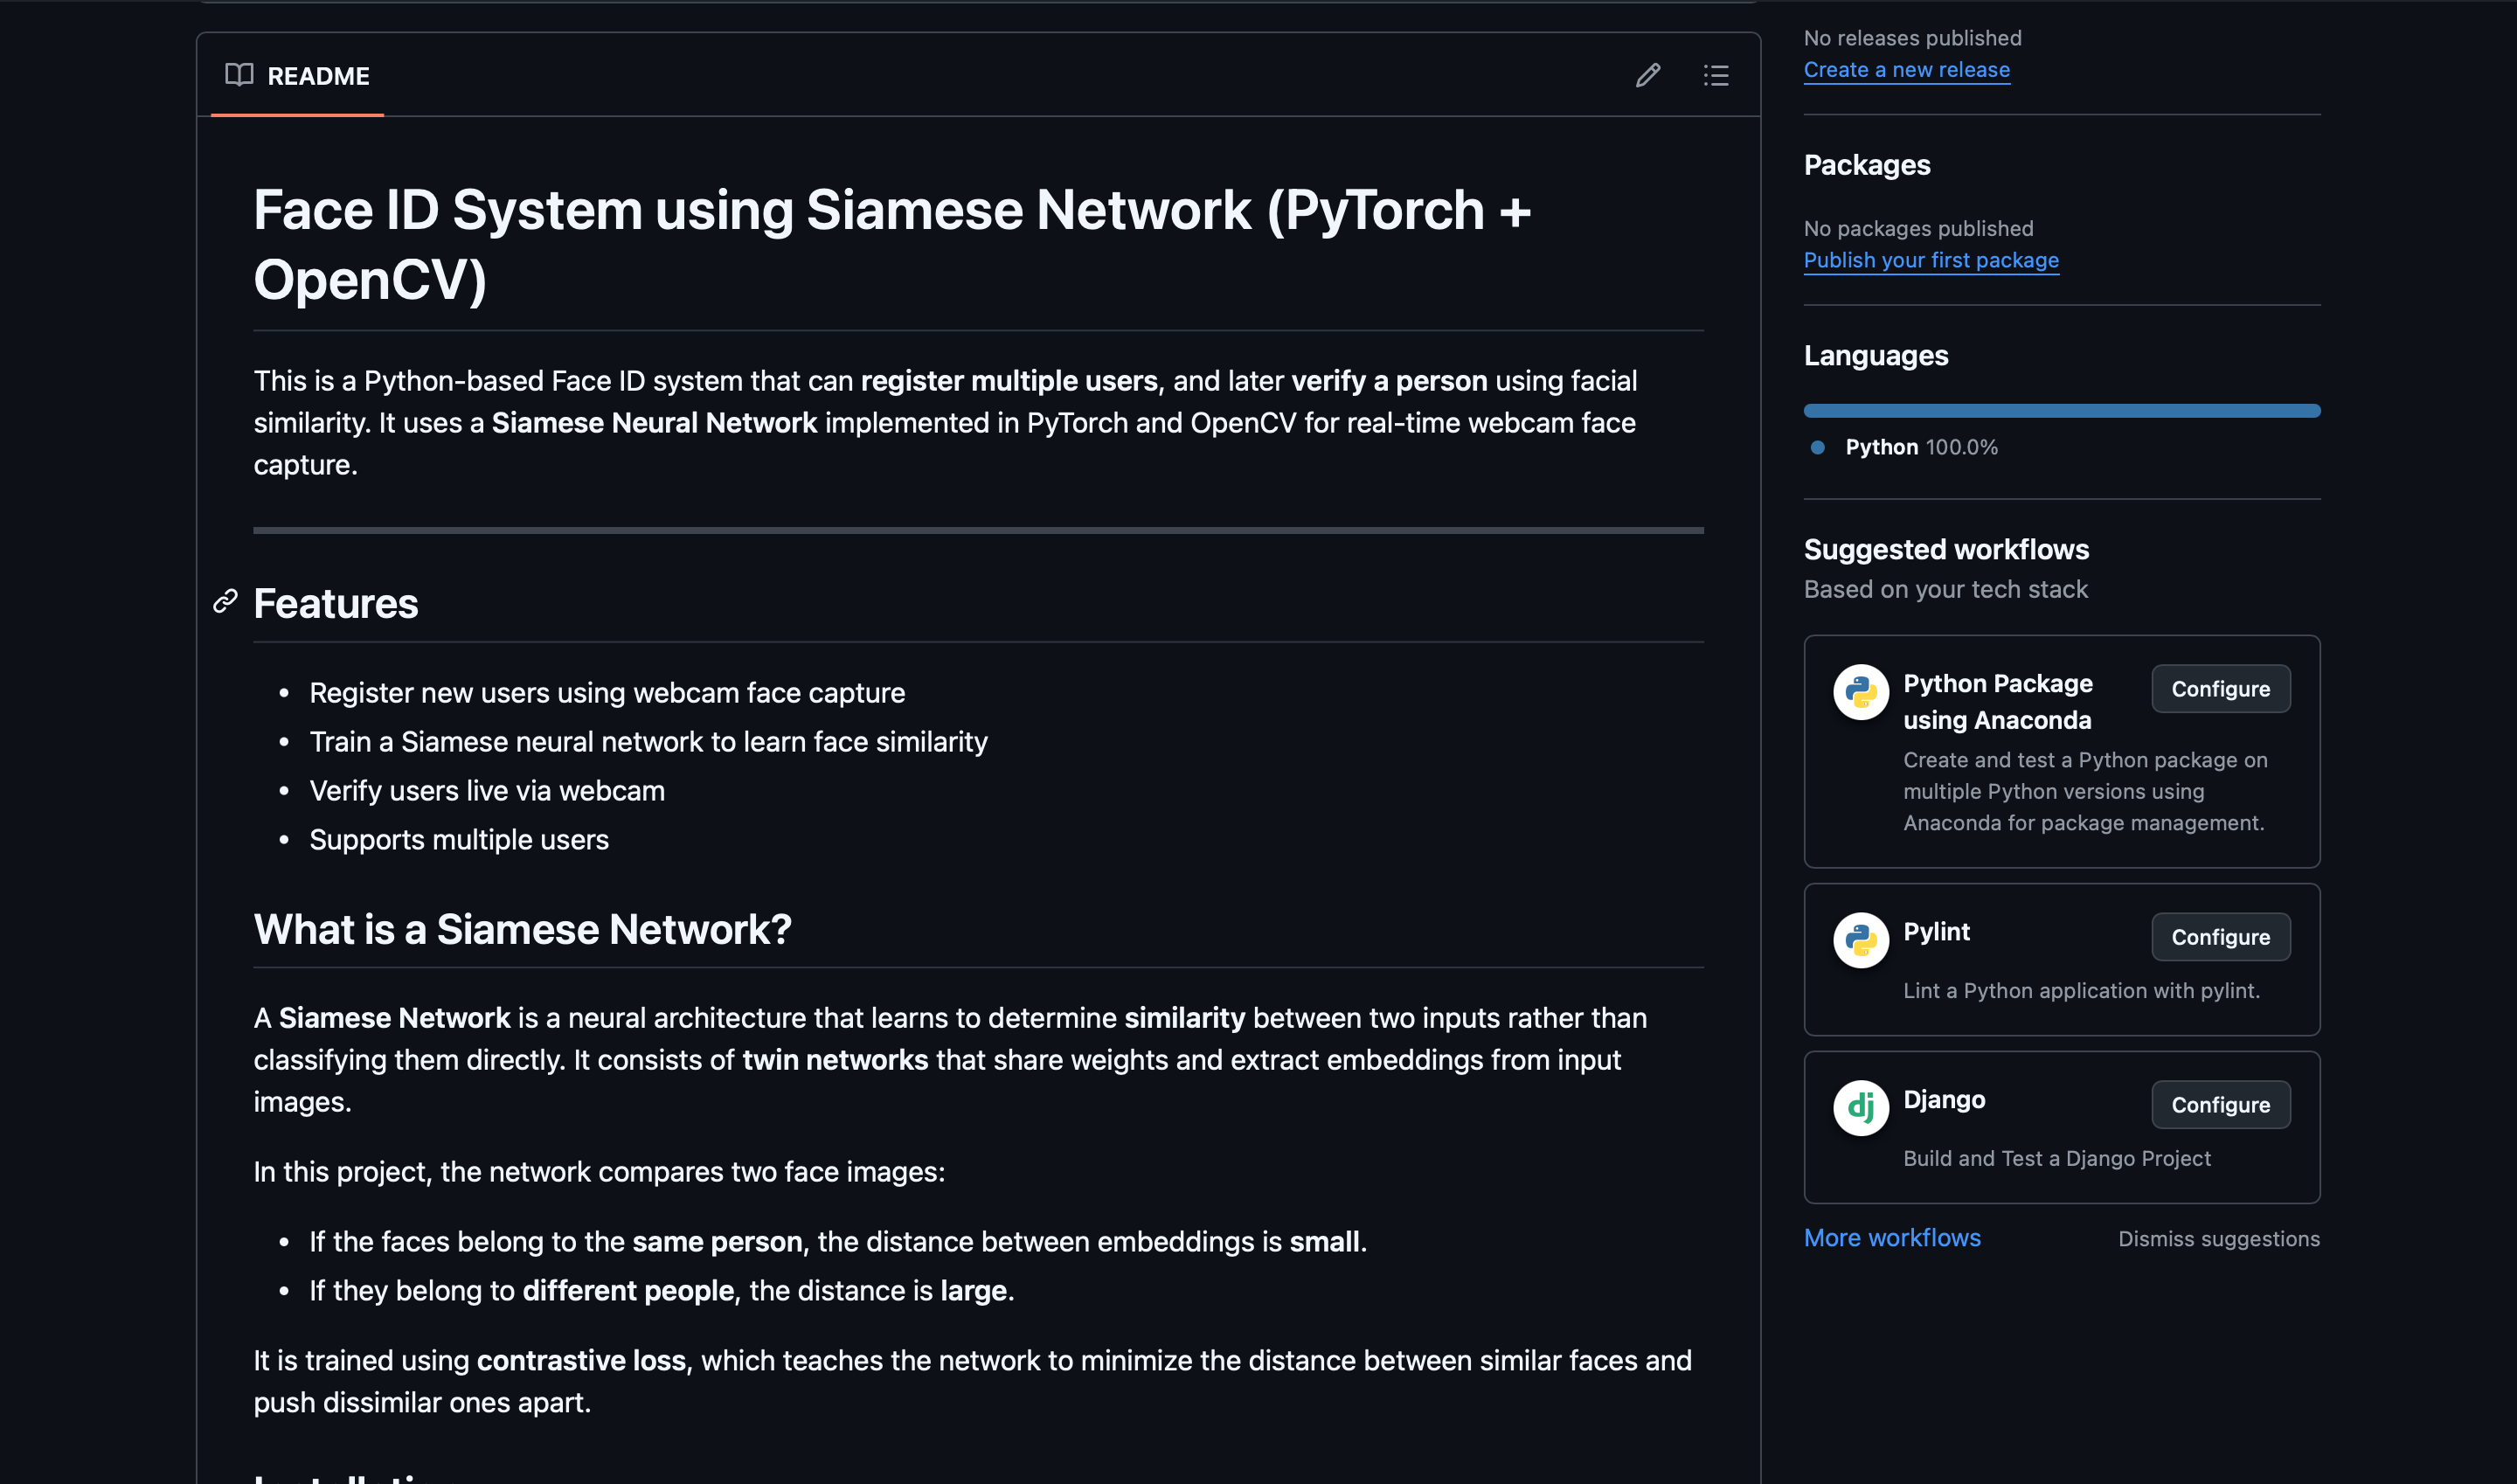 README
Face ID System using Siamese Network (PyTorch +
OpenCV)
This is a Python-based Face ID system that can register multiple users, and later verify a person using facial
similarity. It uses a Siamese Neural Network implemented in PyTorch and OpenCV for real-time webcam face
capture.
Features
• Register new users using webcam face capture
• Train a Siamese neural network to learn face similarity
• Verify users live via webcam
• Supports multiple users
What is a Siamese Network?
A Siamese Network is a neural architecture that learns to determine similarity between two inputs rather than
classifying them directly. It consists of twin networks that share weights and extract embeddings from input
images.
In this project, the network compares two face images:
• If the faces belong to the same person, the distance between embeddings is small.
• If they belong to different people, the distance is large.
It is trained using contrastive loss, which teaches the network to minimize the distance between similar faces and
push dissimilar ones apart.
No releases published
Create a new release
Packages
No packages published
Publish your first package
Languages
Python 100.0%
Suggested workflows
Based on your tech stack
Python Package
using Anaconda
Configure
Create and test a Python package on
multiple Python versions using
Anaconda for package management.
Pylint
Configure
Lint a Python application with pylint.
dj
Django
Configure
Build and Test a Django Project
More workflows
Dismiss suggestions